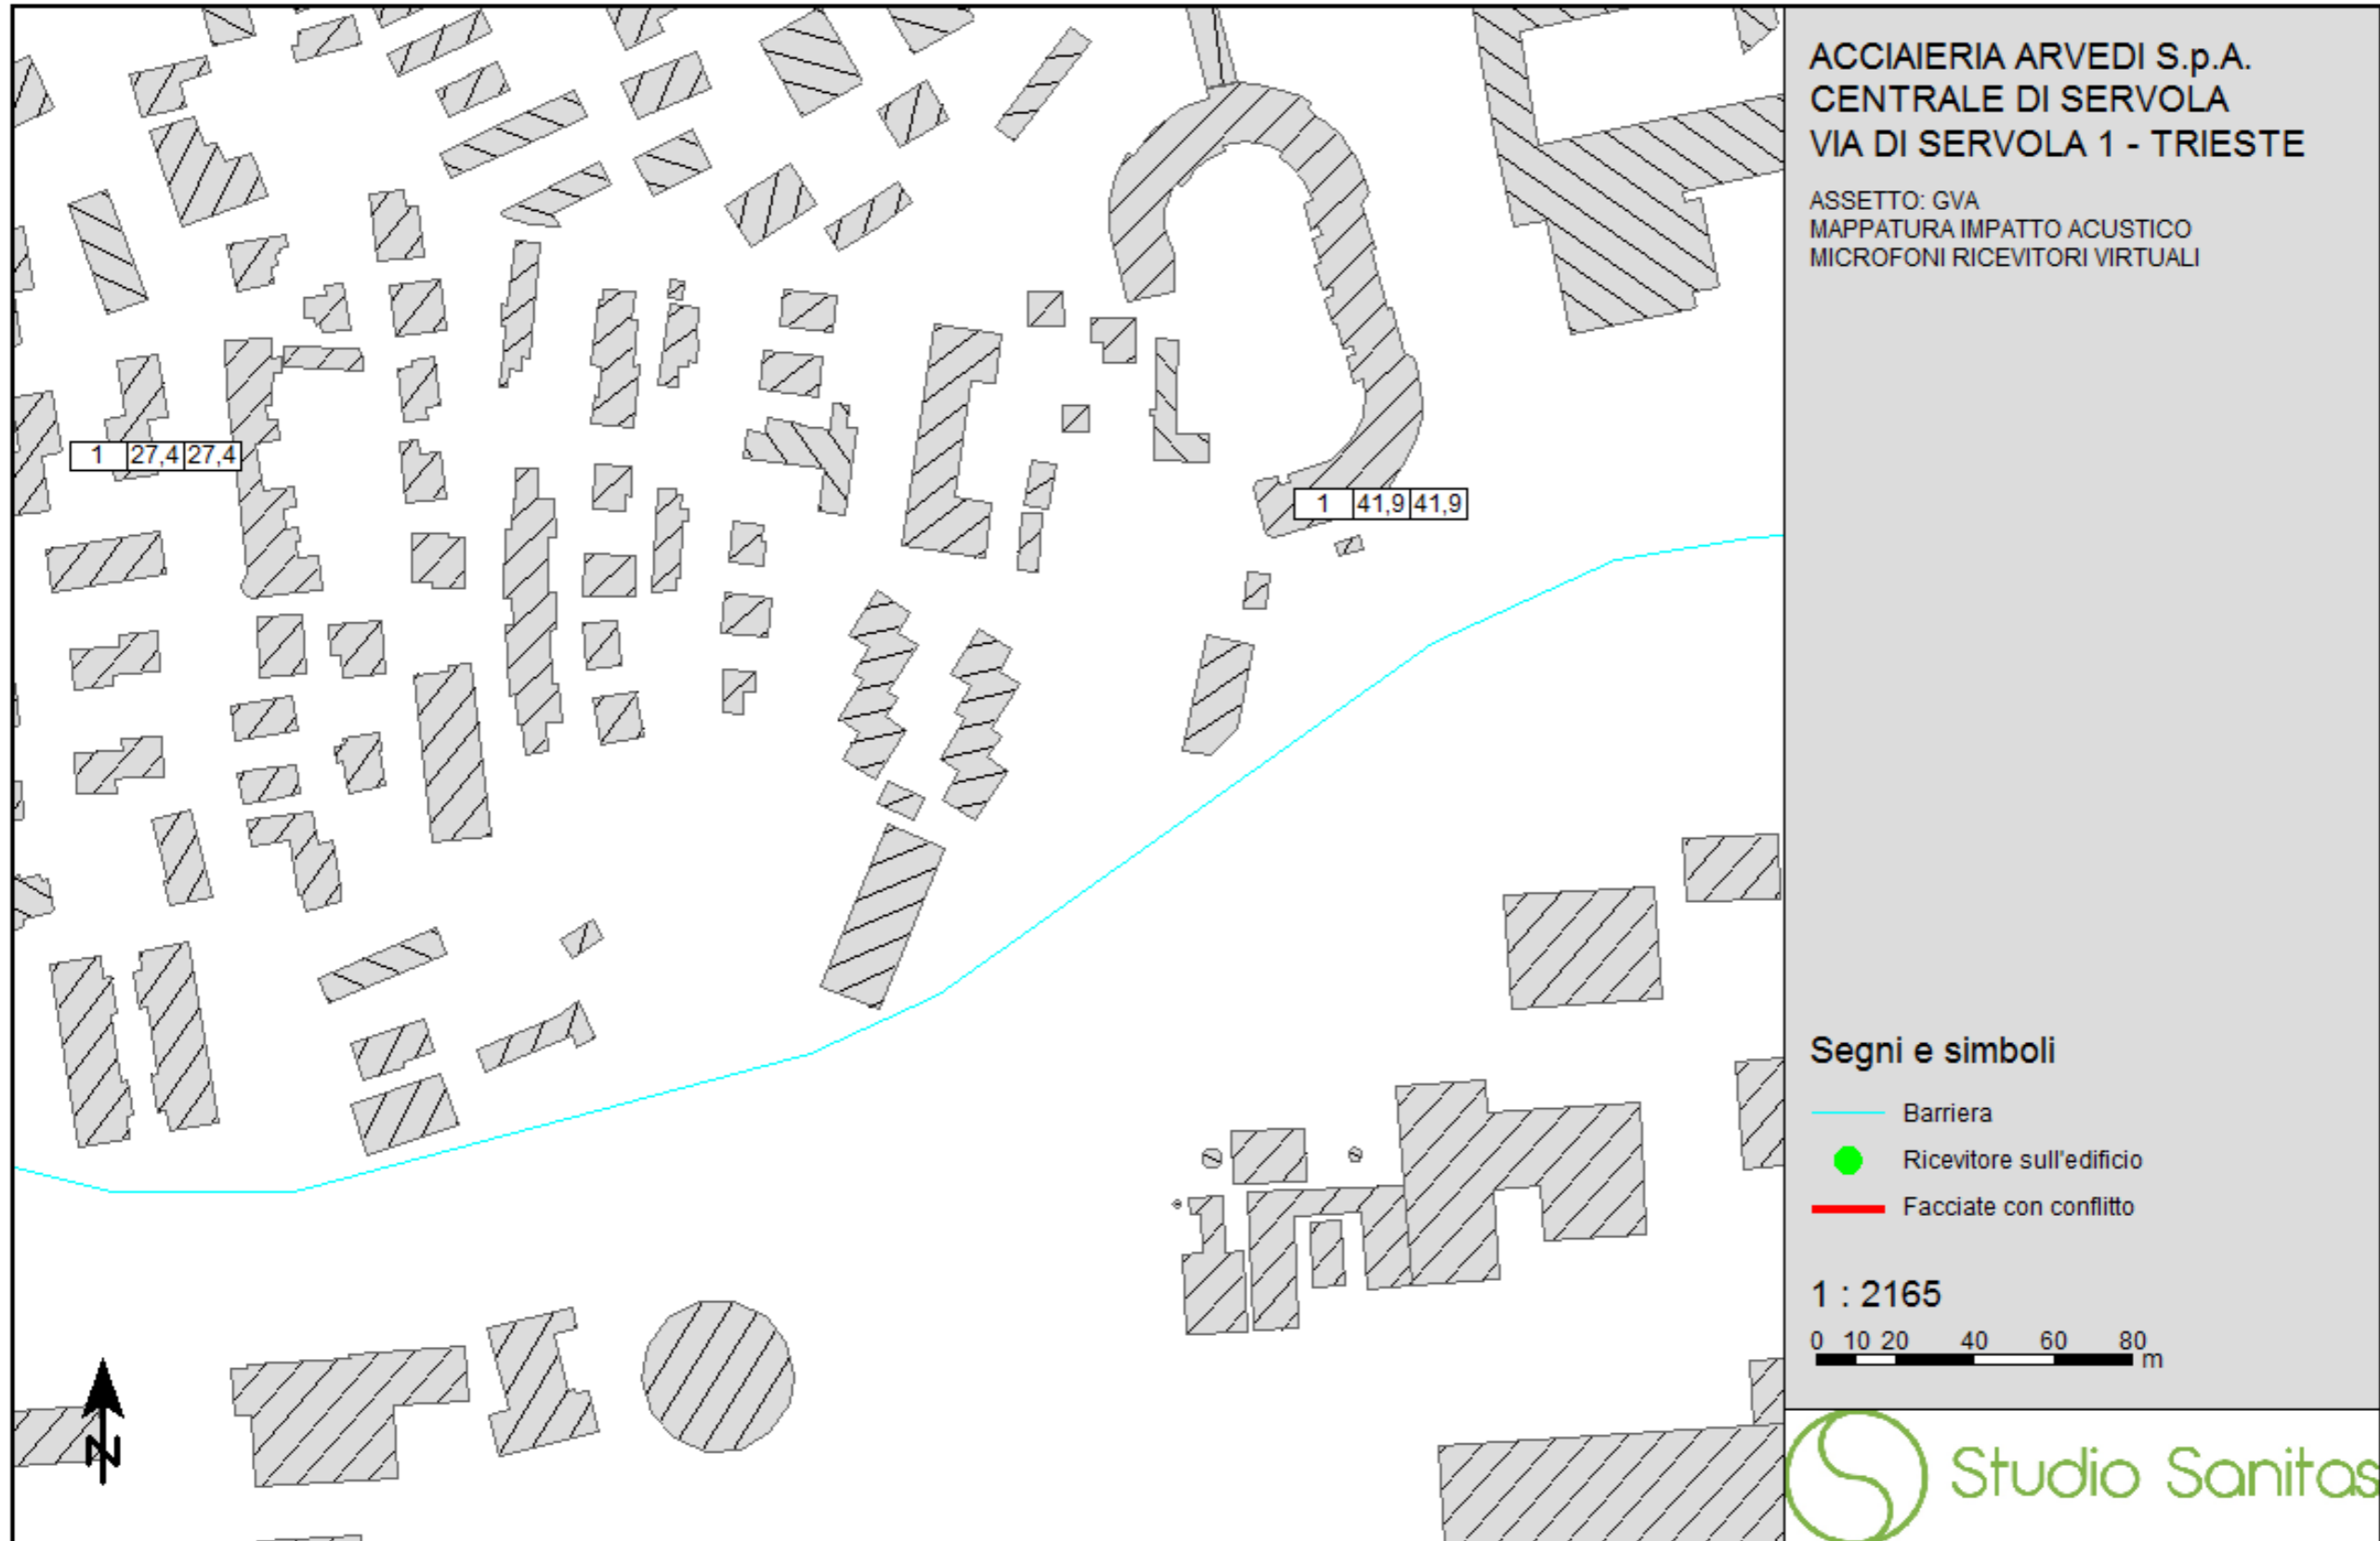 ACCIAIERIA ARVEDI S.p.A.
CENTRALE DI SERVOLA
VIA DI SERVOLA 1 - TRIESTE
ASSETTO: GVA
MAPPATURA IMPATTO ACUSTICO
MICROFONI RICEVITORI VIRTUALI
1 27,4 27,4
1 41,9 41,9
Segni e simboli
Barriera
Ricevitore sull'edificio
Facciate con conflitto
1 : 2165
0 10 20 40 60 80
m
N
Studio Sanitas